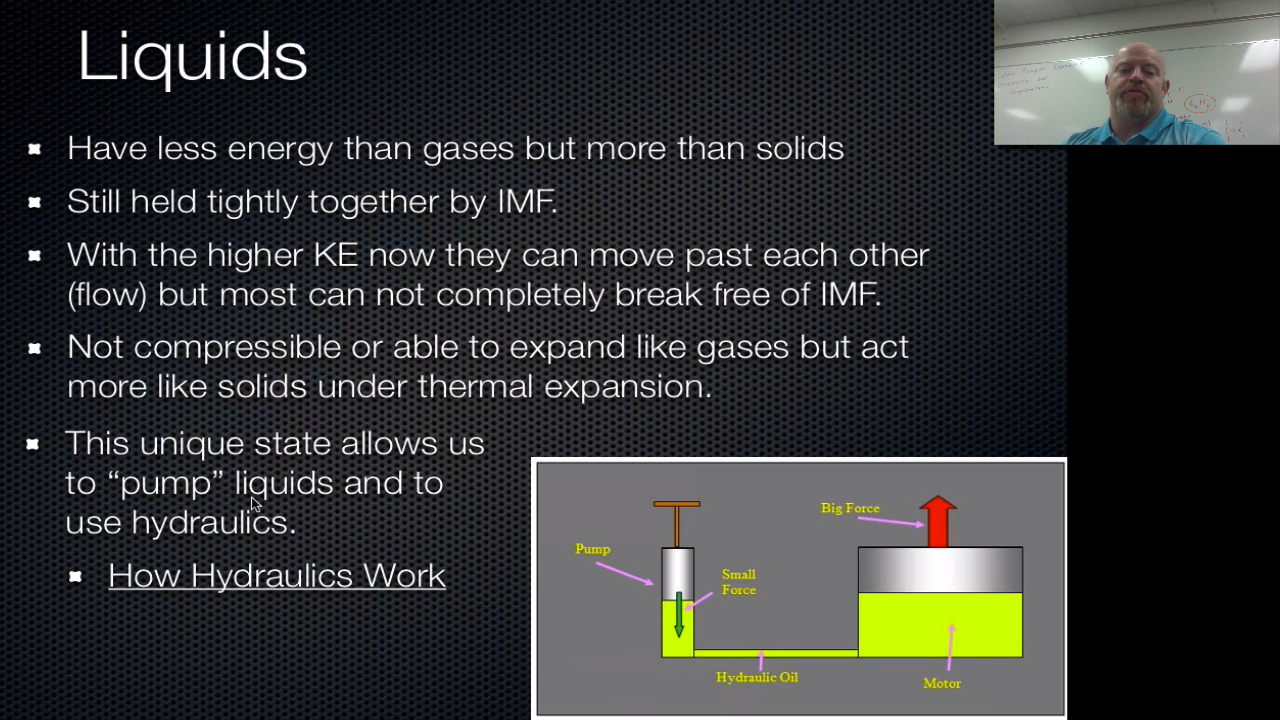 Liquids
Have less energy than gases but more than solids
Still held tightly together by IMF.
With the higher KE now they can move past each other
(flow) but most can not completely break free of IMF.
Not compressible or able to expand like gases but act
more like solids under thermal expansion.
This unique state allows us
to “pump” liquids and to
use hydraulics.
How Hydraulics Work
Big Force
Pump
Small
Force
Hydraulic Oil
Motor